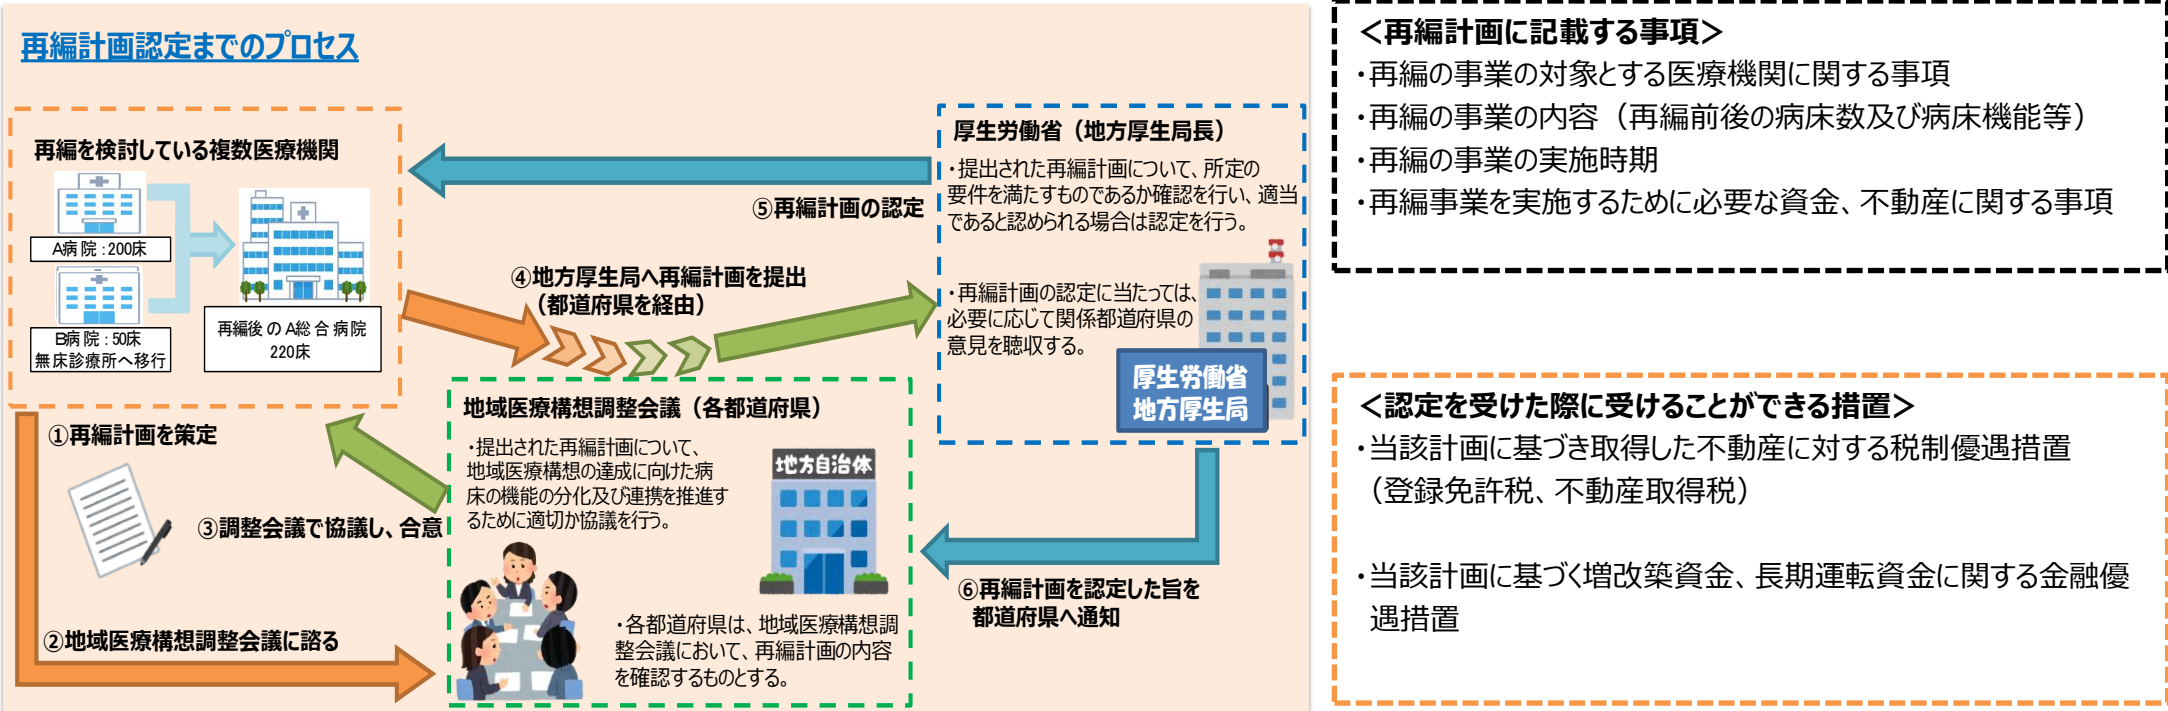 再編計画認定までのプロセス
再編を検討している複数医療機関
A病院:200床
B病院:50床
無床診療所へ移行
再編後のA総合病院
220床
⑤再編計画の認定
④地方厚生局へ再編計画を提出
（都道府県を経由）
厚生労働省（地方厚生局長）
・提出された再編計画について、所定の
要件を満たすものであるか確認を行い、適当
であると認められる場合は認定を行う。
・再編計画の認定に当たっては、
必要に応じて関係都道府県の
意見を聴収する。
厚生労働省
地方厚生局
①再編計画を策定
③調整会議で協議し、合意
②地域医療構想調整会議に諮る
地域医療構想調整会議（各都道府県）
・提出された再編計画について、
地域医療構想の達成に向けた病
床の機能の分化及び連携を推進す
るために適切か協議を行う。
地方自治体
・各都道府県は、地域医療構想調
整会議において、再編計画の内容
を確認するものとする。
⑥再編計画を認定した旨を
都道府県へ通知
＜再編計画に記載する事項＞
・再編の事業の対象とする医療機関に関する事項
・再編の事業の内容（再編前後の病床数及び病床機能等）
・再編の事業の実施時期
・再編事業を実施するために必要な資金、不動産に関する事項
＜認定を受けた際に受けることができる措置＞
・当該計画に基づき取得した不動産に対する税制優遇措置
（登録免許税、不動産取得税）
・当該計画に基づく増改築資金、長期運転資金に関する金融優
遇措置